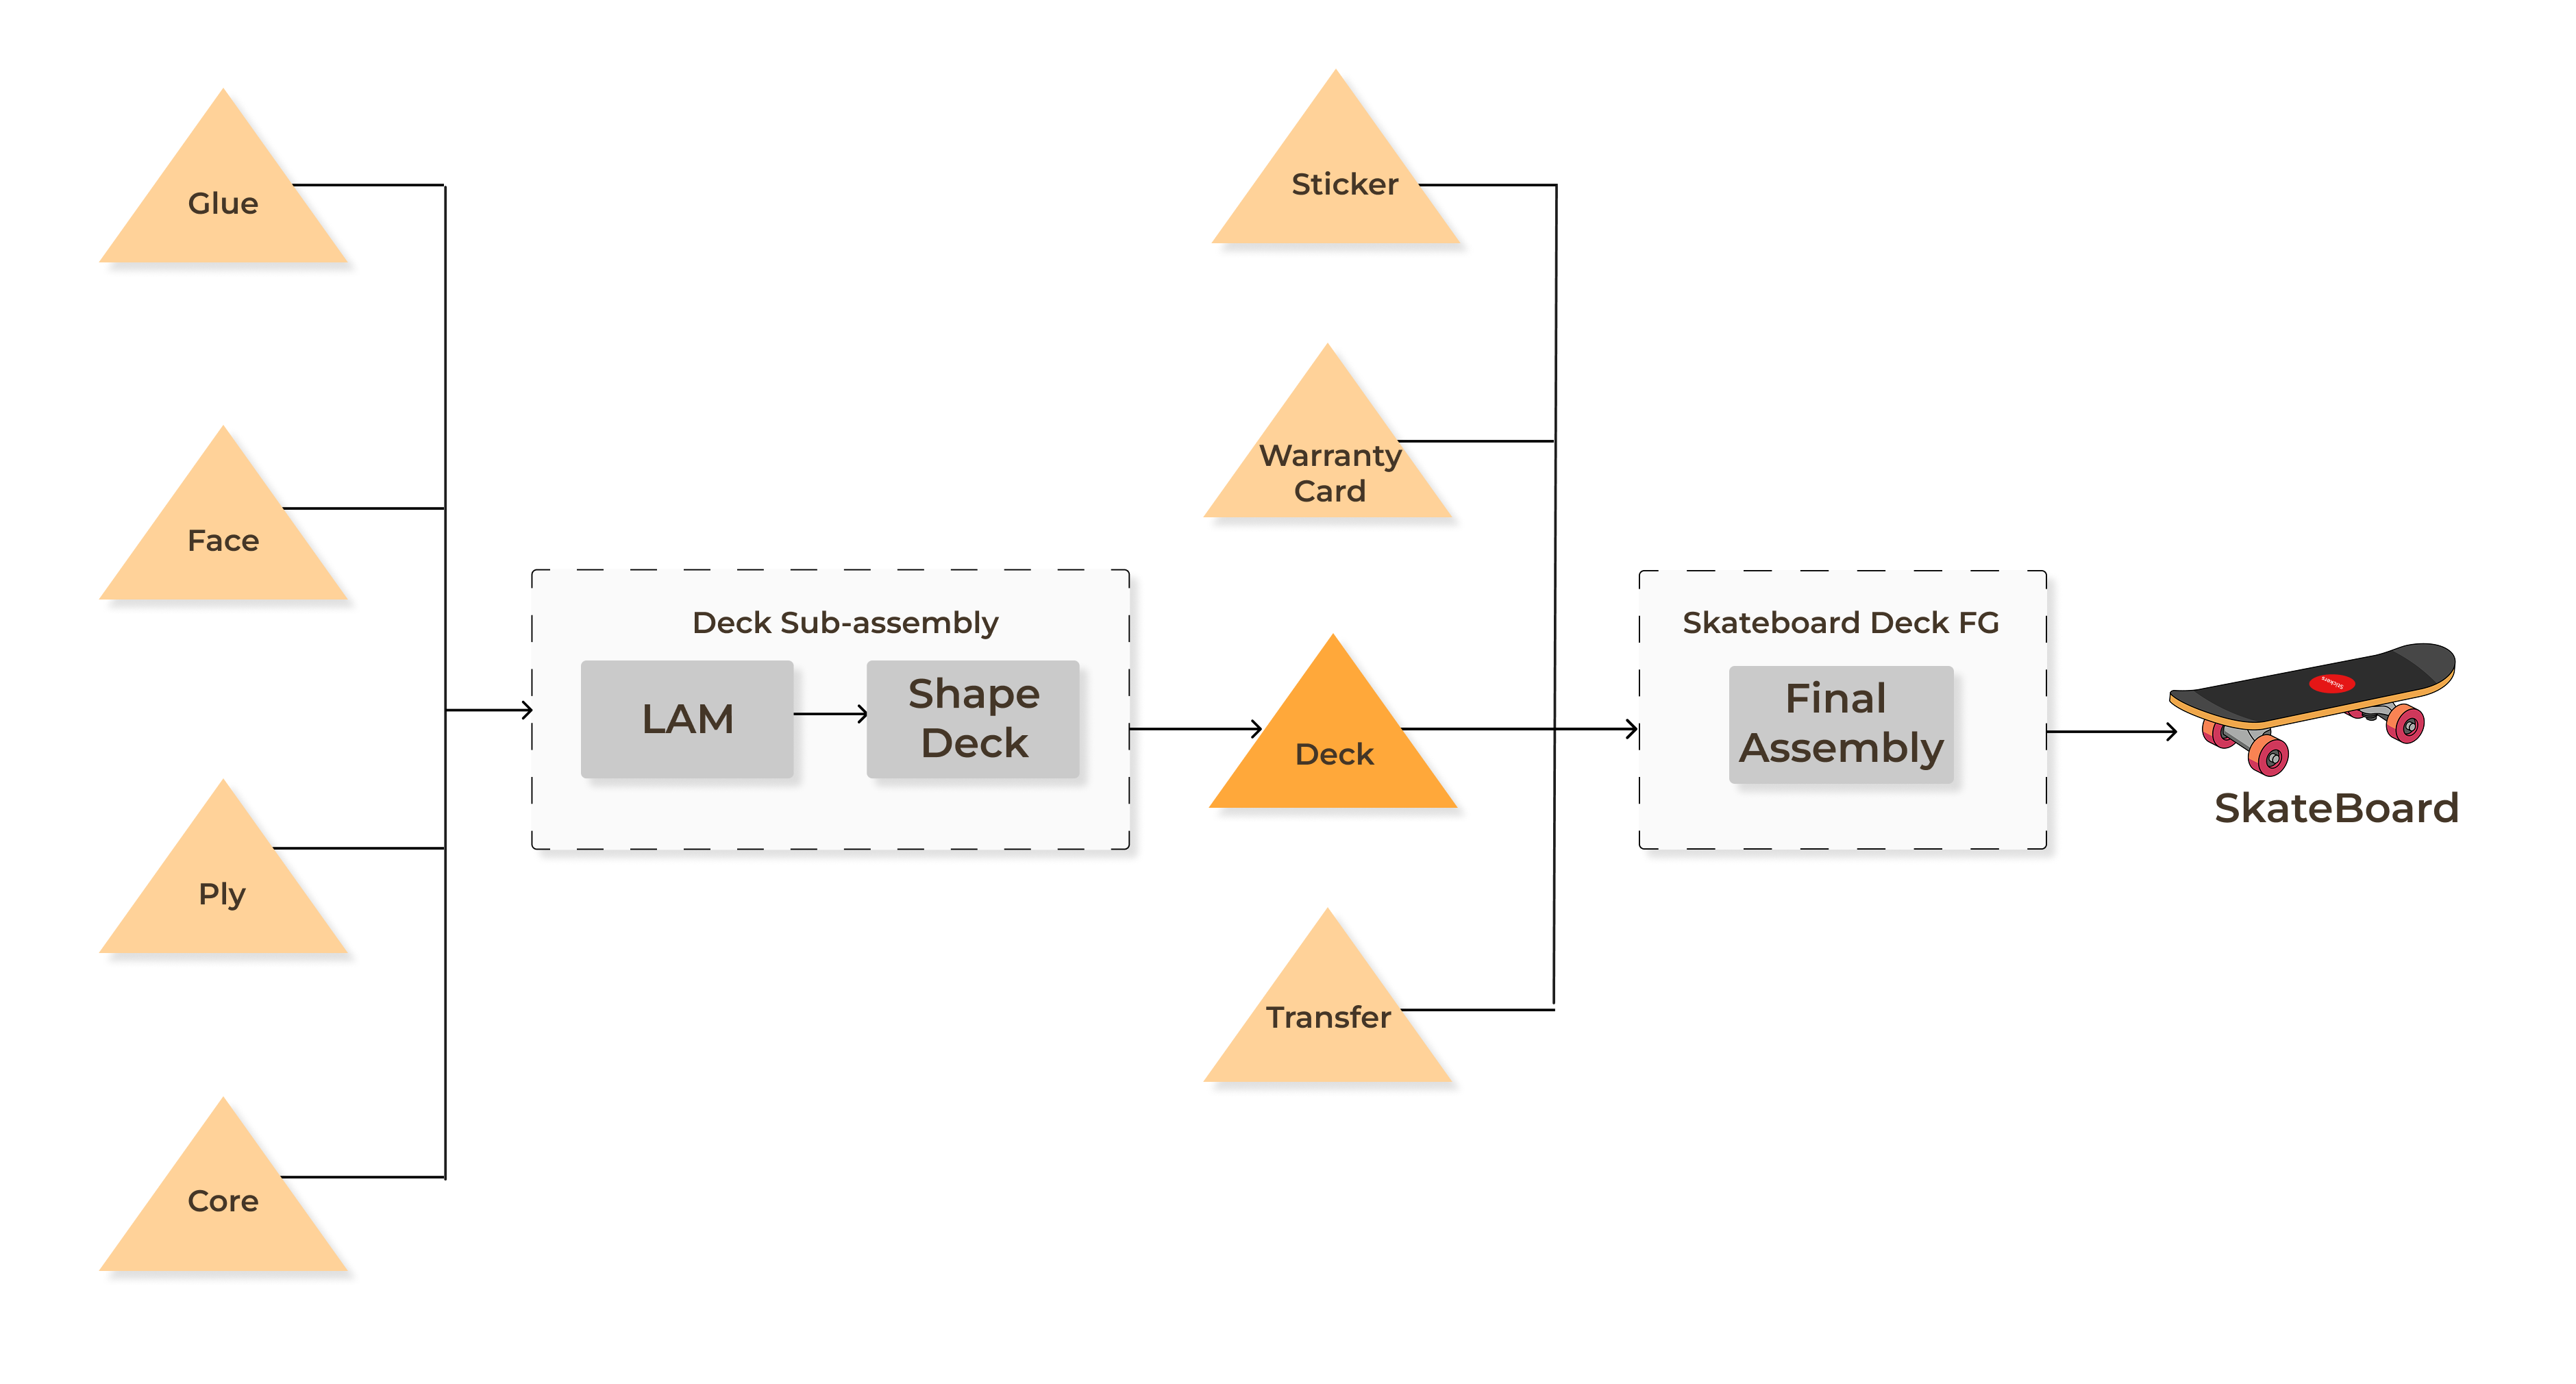 Glue
Face
Ply
Core
Deck Sub-assembly
LAM
Shape
Deck
Sticker
Warranty
Card
Deck
Transfer
Skateboard Deck FG
Final
Assembly
Stickers
SkateBoard